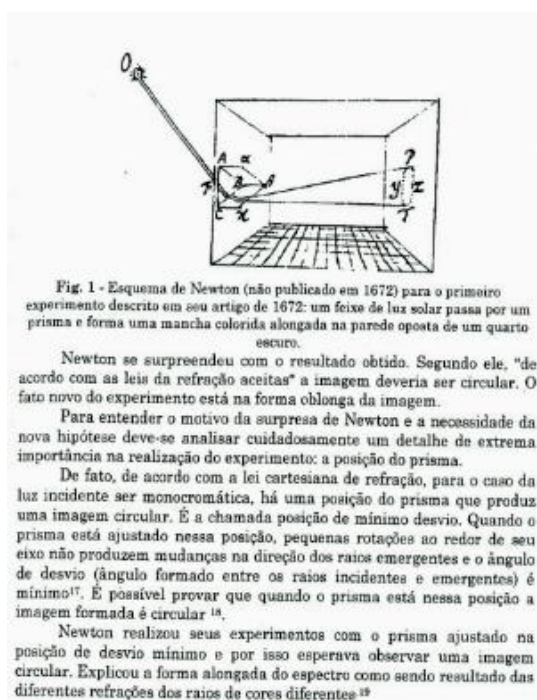 O
A
α
F
B
C
x
P
y
z
T
Fig. 1 - Esquema de Newton (não publicado em 1672) para o primeiro
experimento descrito em seu artigo de 1672: um feixe de luz solar passa por um
prisma e forma uma mancha colorida alongada na parede oposta de um quarto
escuro.
Newton se surpreendeu com o resultado obtido. Segundo ele, "de
acordo com as leis da refração aceitas" a imagem deveria ser circular. O
fato novo do experimento está na forma oblonga da imagem.
Para entender o motivo da surpresa de Newton e a necessidade da
nova hipótese deve-se analisar cuidadosamente um detalhe de extrema
importância na realização do experimento: a posição do prisma.
De fato, de acordo com a lei cartesiana de refração, para o caso da
luz incidente ser monocromática, há uma posição do prisma que produz
uma imagem circular. É a chamada posição de mínimo desvio. Quando o
prisma está ajustado nessa posição, pequenas rotações ao redor de seu
eixo não produzem mudanças na direção dos raios emergentes e o ângulo
de desvio (ângulo formado entre os raios incidentes e emergentes) é
mínimo¹⁷. É possível provar que quando o prisma está nessa posição a
imagem formada é circular ¹⁸.
Newton realizou seus experimentos com o prisma ajustado na
posição de desvio mínimo e por isso esperava observar uma imagem
circular. Explicou a forma alongada do espectro como sendo resultado das
diferentes refrações dos raios de cores diferentes ¹⁹